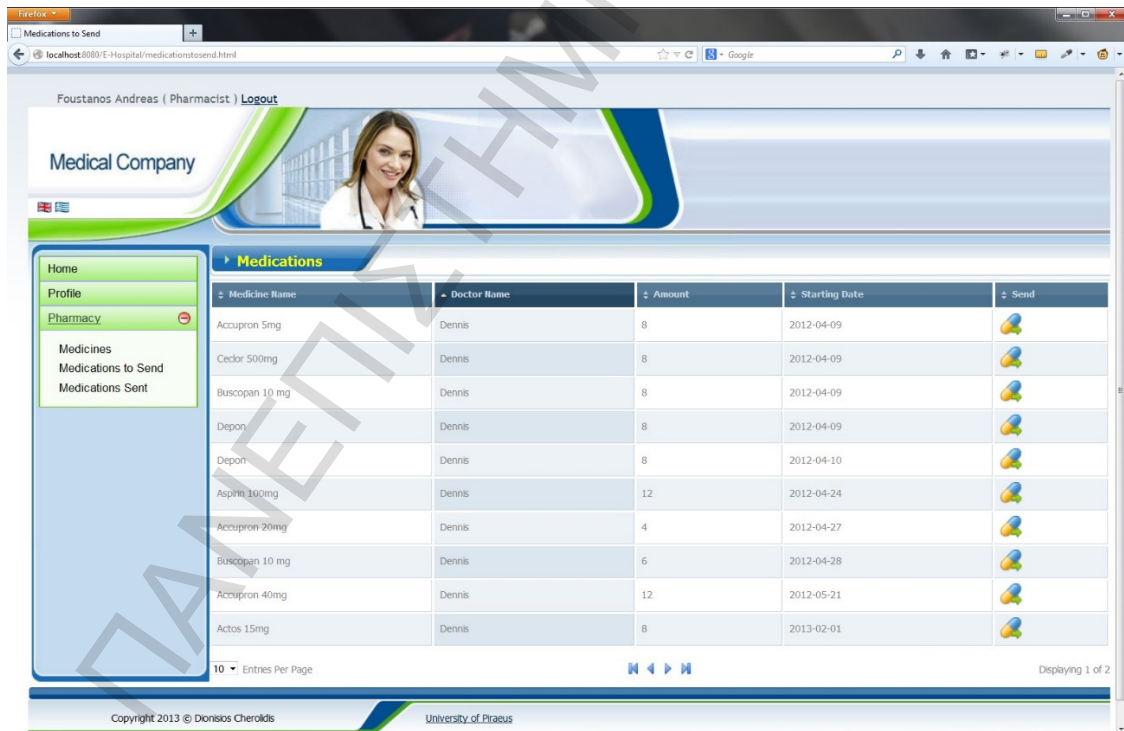 Firefox
Medications to Send
localhost:8080/E-Hospital/medicationstosend.html
Google
Foustanos Andreas ( Pharmacist ) Logout
Medical Company
Home
Profile
Pharmacy
Medicines
Medications to Send
Medications Sent
Medications
Medicine Name Doctor Name Amount Starting Date Send
Accupron 5mg Dennis 8 2012-04-09
Ceclor 500mg Dennis 8 2012-04-09
Buscopan 10 mg Dennis 8 2012-04-09
Depon Dennis 8 2012-04-09
Depon Dennis 8 2012-04-10
Aspirin 100mg Dennis 12 2012-04-24
Accupron 20mg Dennis 4 2012-04-27
Buscopan 10 mg Dennis 6 2012-04-28
Accupron 40mg Dennis 12 2012-05-21
Actos 15mg Dennis 8 2013-02-01
10 Entries Per Page Displaying 1 of 2
Copyright 2013 © Dionisios Cherolidis University of Piraeus
ΠΑΝΕΠΙΣΤΗΜ